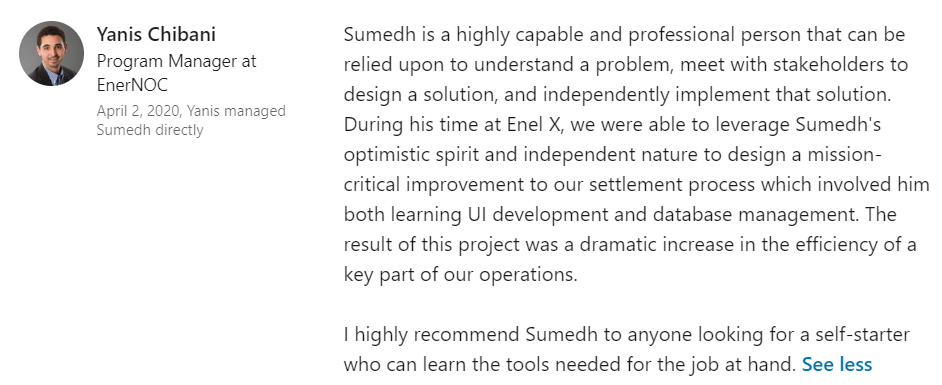 Yanis Chibani
Program Manager at
EnerNOC
April 2, 2020, Yanis managed
Sumedh directly
Sumedh is a highly capable and professional person that can be
relied upon to understand a problem, meet with stakeholders to
design a solution, and independently implement that solution.
During his time at Enel X, we were able to leverage Sumedh's
optimistic spirit and independent nature to design a mission-
critical improvement to our settlement process which involved him
both learning UI development and database management. The
result of this project was a dramatic increase in the efficiency of a
key part of our operations.
I highly recommend Sumedh to anyone looking for a self-starter
who can learn the tools needed for the job at hand. See less